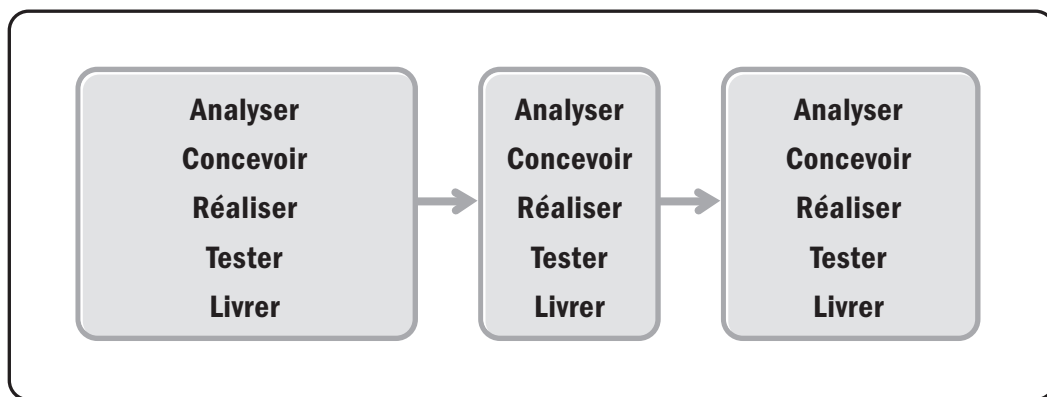 Analyser
Concevoir
Réaliser
Tester
Livrer
Analyser
Concevoir
Réaliser
Tester
Livrer
Analyser
Concevoir
Réaliser
Tester
Livrer